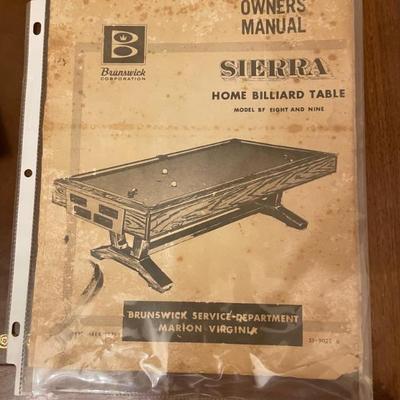 OWNERS
MANUAL
B
Brunswick
CORPORATION
SIERRA
HOME BILLIARD TABLE
MODEL BF EIGHT AND NINE
BRUNSWICK SERVICE-DEPARTMENT
MARION VIRGINIA